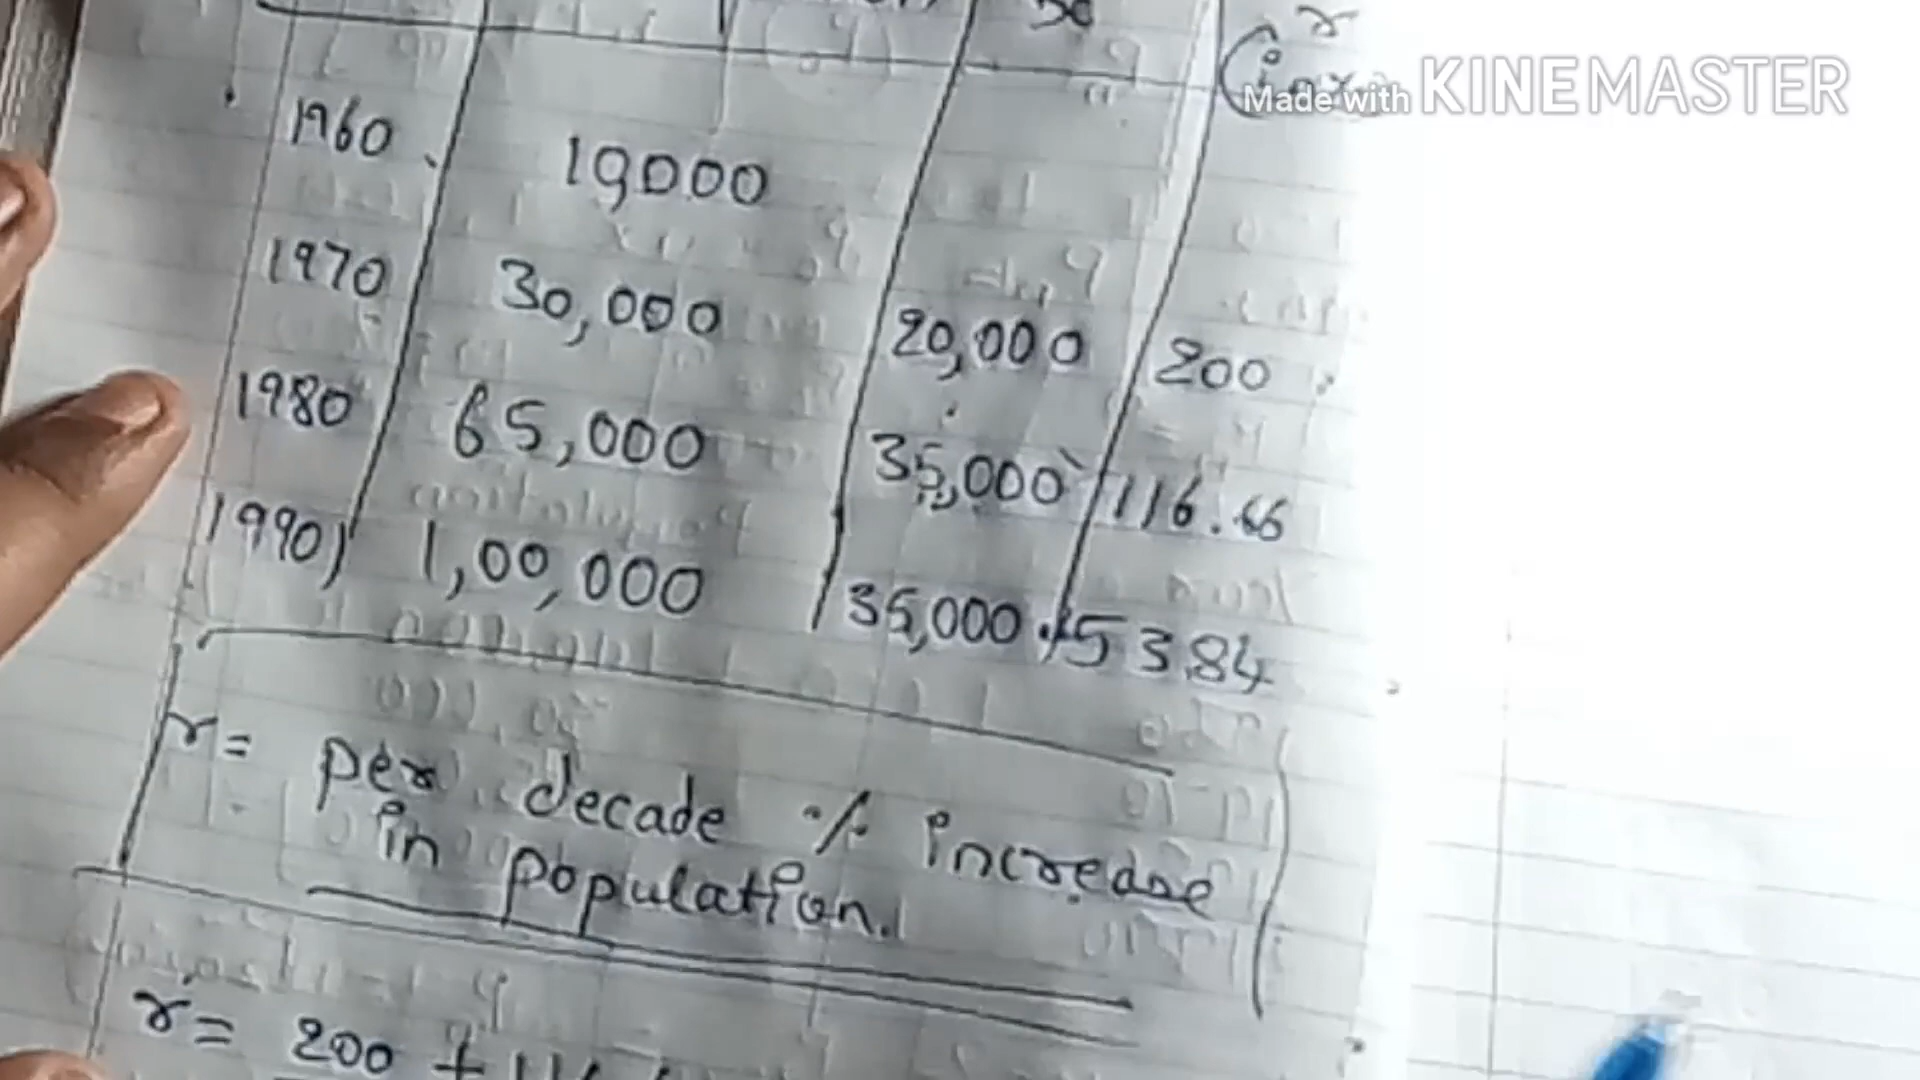 Made with KINEMASTER
1960 19000
1970 30,000 20,000 200
1980 65,000 35,000 116.66
1990 1,00,000 35,000 53.84
r = per decade % increase
in population.
r = 200 +